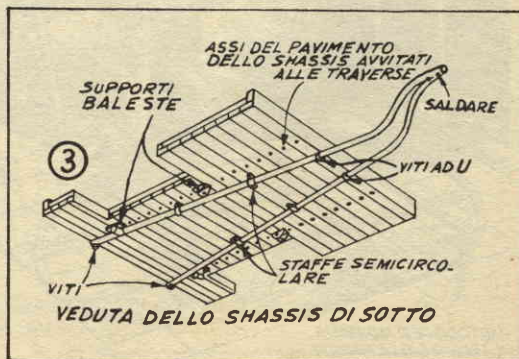 ASSI DEL PAVIMENTO
DELLO SHASSIS AVVITATI
ALLE TRAVERSE
SUPPORTI
BALESTE
SALDARE
3
VITI AD U
STAFFE SEMICIRCO-
LARE
VITI
VEDUTA DELLO SHASSIS DI SOTTO